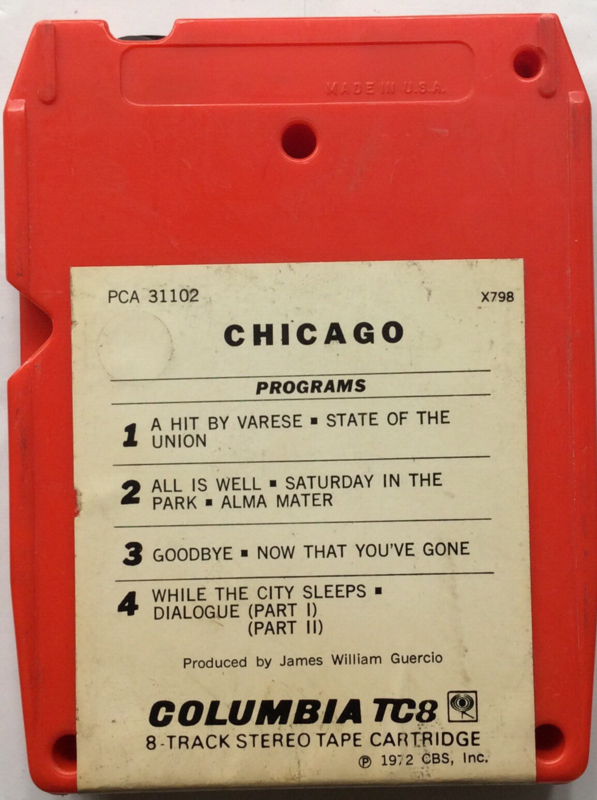 MADE IN U.S.A.
PCA 31102 X798
CHICAGO
PROGRAMS
1 A HIT BY VARESE ▪ STATE OF THE
UNION
2 ALL IS WELL ▪ SATURDAY IN THE
PARK ▪ ALMA MATER
3 GOODBYE ▪ NOW THAT YOU'VE GONE
4 WHILE THE CITY SLEEPS ▪
DIALOGUE (PART I)
(PART II)
Produced by James William Guercio
COLUMBIA TC8
8-TRACK STEREO TAPE CARTRIDGE
℗ 1972 CBS, Inc.